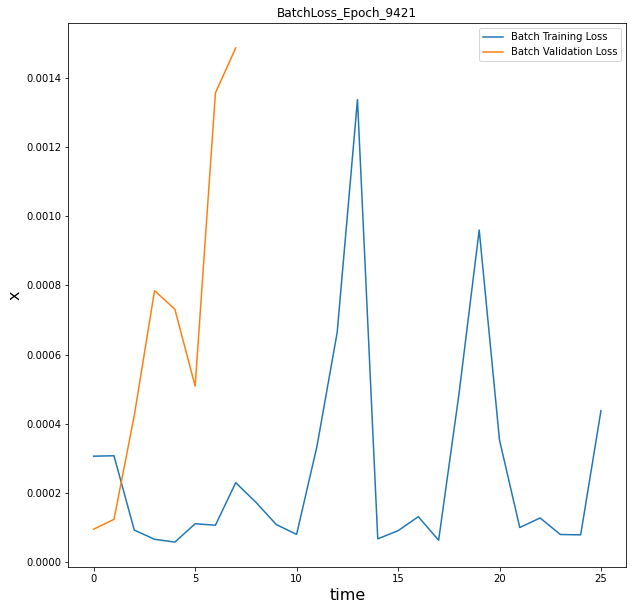 BatchLoss_Epoch_9421
Batch Training Loss
Batch Validation Loss
0.0014
0.0012
0.0010
0.0008
0.0006
0.0004
0.0002
0.0000
x
0 5 10 15 20 25
time